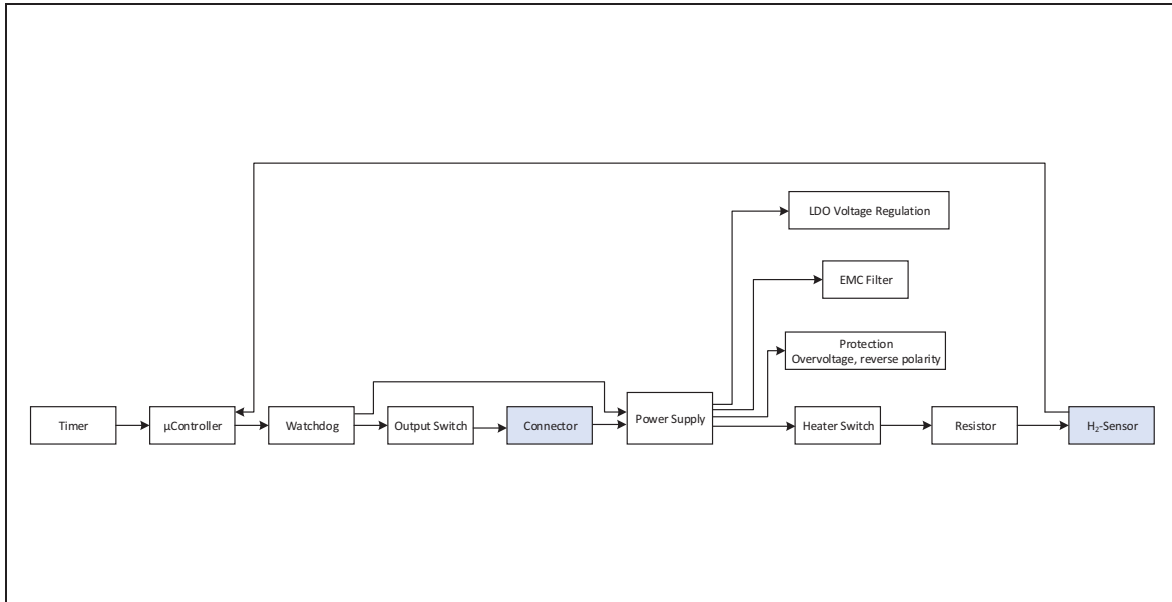 LDO Voltage Regulation
EMC Filter
Protection
Overvoltage, reverse polarity
Timer
µController
Watchdog
Output Switch
Connector
Power Supply
Heater Switch
Resistor
H₂-Sensor